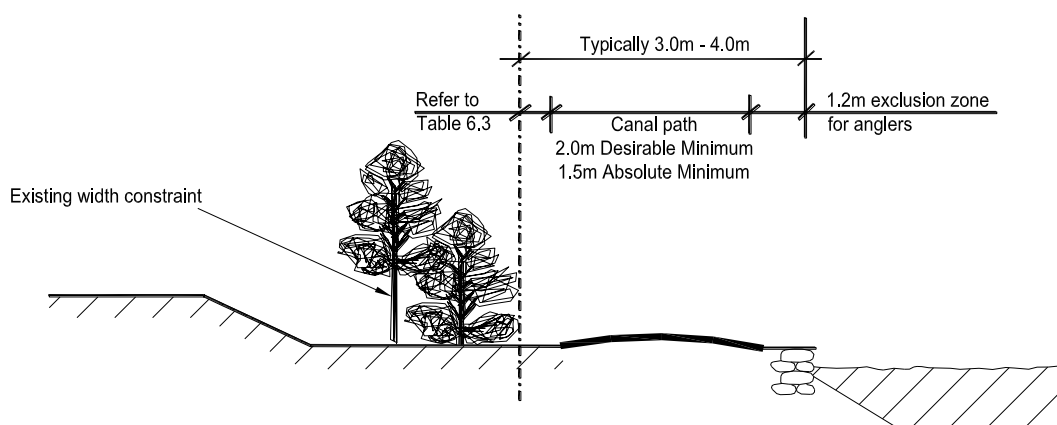 Typically 3.0m - 4.0m
Refer to
Table 6.3
Canal path
2.0m Desirable Minimum
1.5m Absolute Minimum
1.2m exclusion zone
for anglers
Existing width constraint